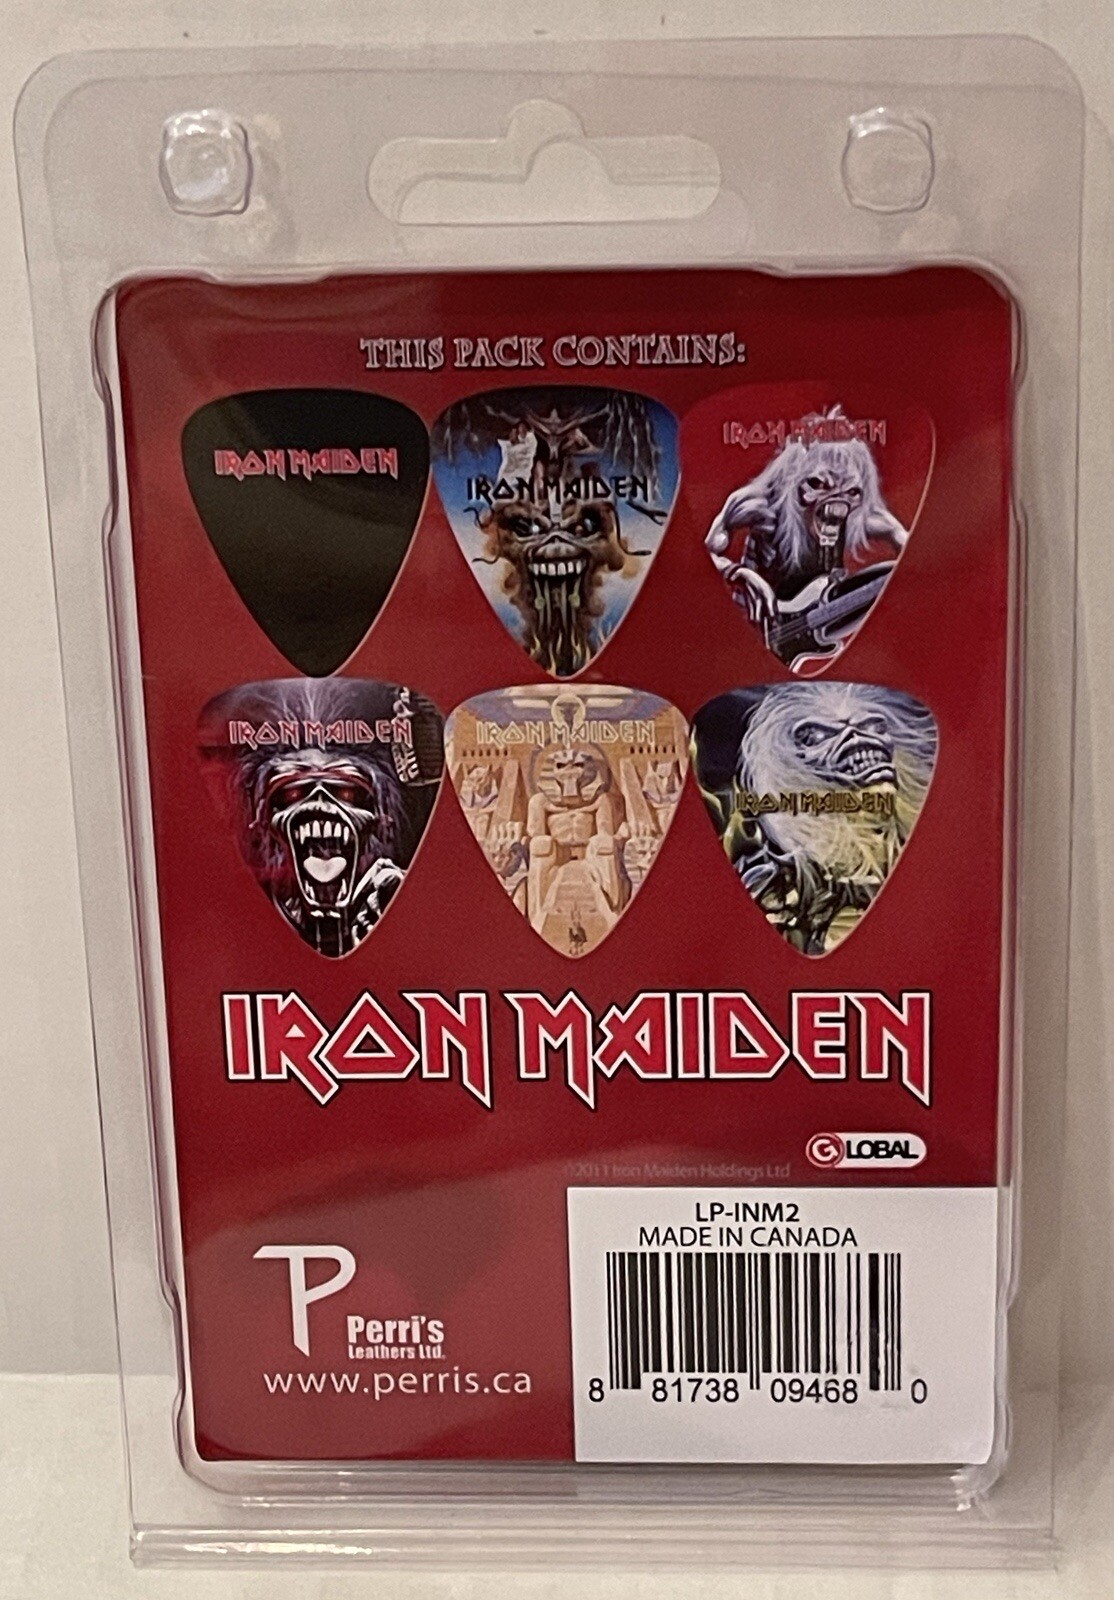 THIS PACK CONTAINS:
IRON MAIDEN
IRON MAIDEN
IRON MAIDEN
IRON MAIDEN
IRON MAIDEN
IRON MAIDEN
IRON MAIDEN
GLOBAL
©2011 Iron Maiden Holdings Ltd
LP-INM2
MADE IN CANADA
8 81738 09468 0
P
Perri's
Leathers Ltd.
www.perris.ca